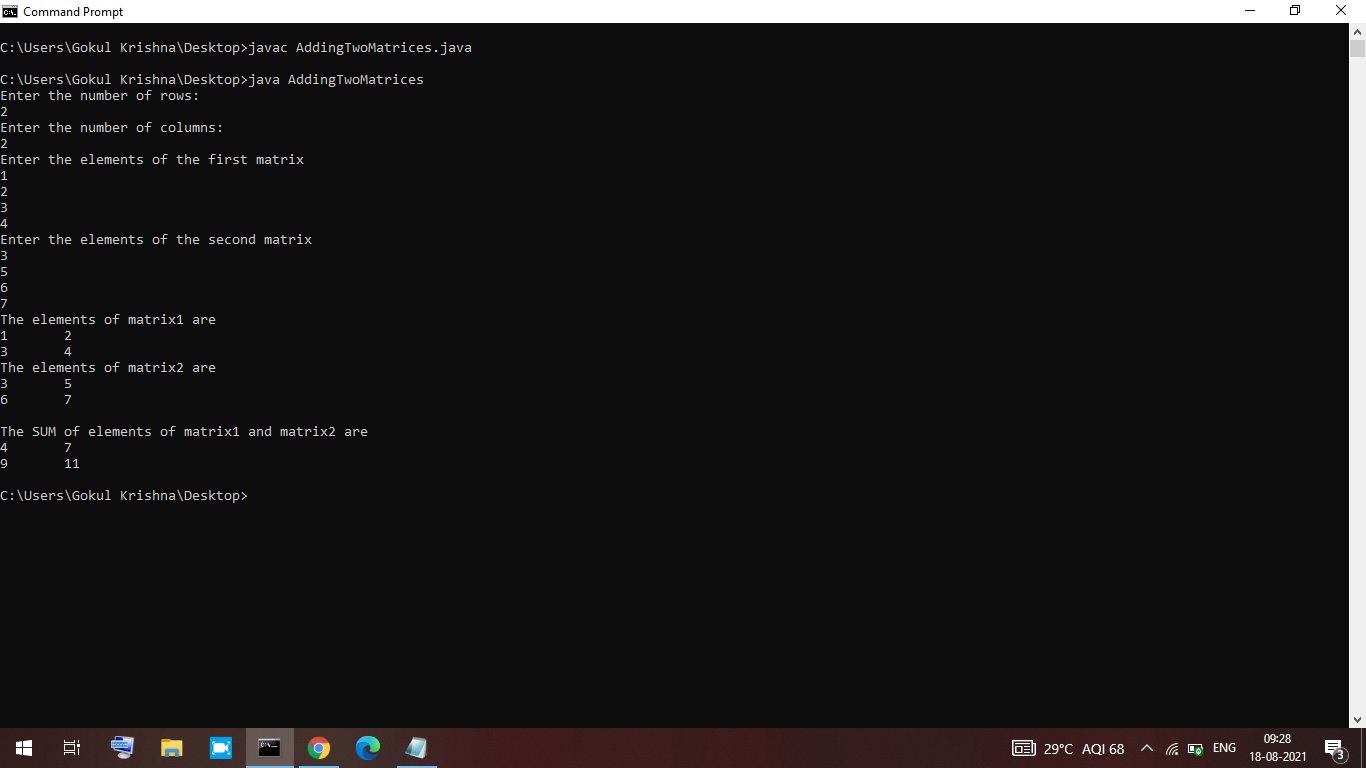 Command Prompt
C:\Users\Gokul Krishna\Desktop>javac AddingTwoMatrices.java
C:\Users\Gokul Krishna\Desktop>java AddingTwoMatrices
Enter the number of rows:
2
Enter the number of columns:
2
Enter the elements of the first matrix
1
2
3
4
Enter the elements of the second matrix
3
5
6
7
The elements of matrix1 are
1 2
3 4
The elements of matrix2 are
3 5
6 7
The SUM of elements of matrix1 and matrix2 are
4 7
9 11
C:\Users\Gokul Krishna\Desktop>
29°C AQI 68 ENG 09:28
18-08-2021 3